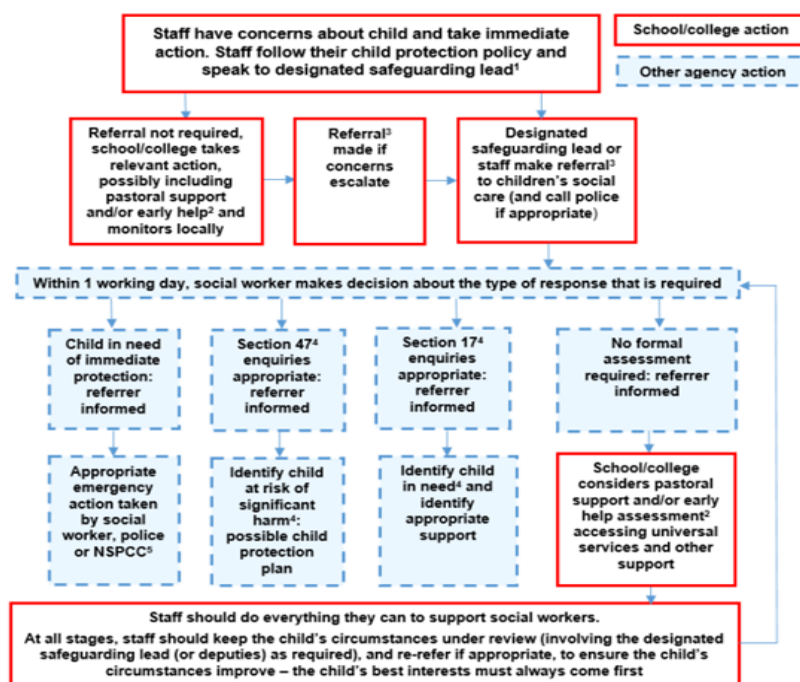 Staff have concerns about child and take immediate
action. Staff follow their child protection policy and
speak to designated safeguarding lead¹
School/college action
Other agency action
Referral not required,
school/college takes
relevant action,
possibly including
pastoral support
and/or early help² and
monitors locally
Referral³
made if
concerns
escalate
Designated
safeguarding lead or
staff make referral³
to children's social
care (and call police
if appropriate)
Within 1 working day, social worker makes decision about the type of response that is required
Child in need
of immediate
protection:
referrer
informed
Section 47⁴
enquiries
appropriate:
referrer
informed
Section 17⁴
enquiries
appropriate:
referrer
informed
No formal
assessment
required: referrer
informed
Appropriate
emergency
action taken
by social
worker, police
or NSPCC⁵
Identify child
at risk of
significant
harm⁴:
possible child
protection
plan
Identify child
in need⁴ and
identify
appropriate
support
School/college
considers pastoral
support and/or early
help assessment²
accessing universal
services and other
support
Staff should do everything they can to support social workers.
At all stages, staff should keep the child's circumstances under review (involving the designated
safeguarding lead (or deputies) as required), and re-refer if appropriate, to ensure the child's
circumstances improve – the child's best interests must always come first